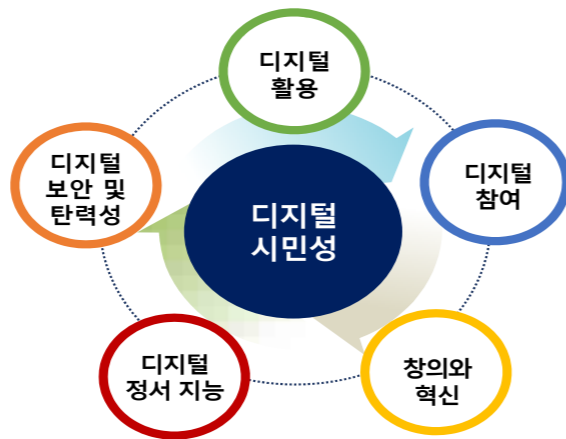 디지털
활용
디지털
참여
창의와
혁신
디지털
정서 지능
디지털
보안 및
탄력성
디지털
시민성